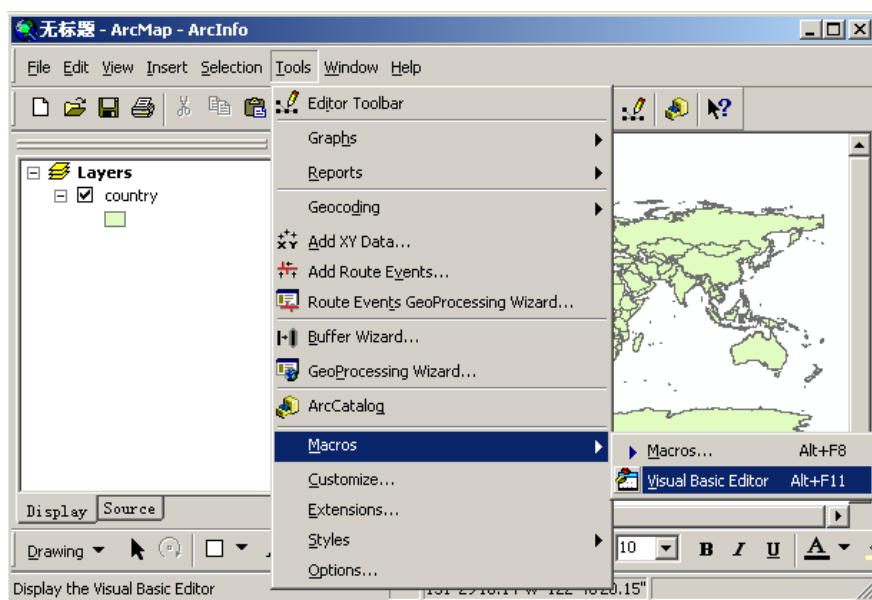 无标题 - ArcMap - ArcInfo
File Edit View Insert Selection Tools Window Help
Editor Toolbar
Graphs
Reports
Geocoding
Add XY Data...
Add Route Events...
Route Events GeoProcessing Wizard...
Buffer Wizard...
GeoProcessing Wizard...
ArcCatalog
Macros
Customize...
Extensions...
Styles
Options...
Macros... Alt+F8
Visual Basic Editor Alt+F11
Layers
country
Display Source
Drawing
10 B I U A
Display the Visual Basic Editor